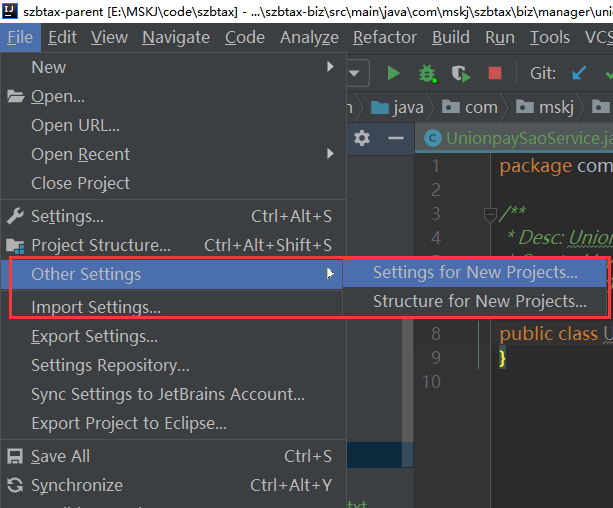 szbtax-parent [E:\MSKJ\code\szbtax] - ...\szbtax-biz\src\main\java\com\mskj\szbtax\biz\manager\unio
File Edit View Navigate Code Analyze Refactor Build Run Tools VCS
Git:
java com mskj
New
Open...
Open URL...
Open Recent
Close Project
Settings... Ctrl+Alt+S
Project Structure... Ctrl+Alt+Shift+S
Other Settings
Settings for New Projects...
Structure for New Projects...
Import Settings...
Export Settings...
Settings Repository...
Sync Settings to JetBrains Account...
Export Project to Eclipse...
Save All Ctrl+S
Synchronize Ctrl+Alt+Y
UnionpaySaoService.ja
1 package com
2
3 /**
4 * Desc: Union
8 public class U
9 }
10